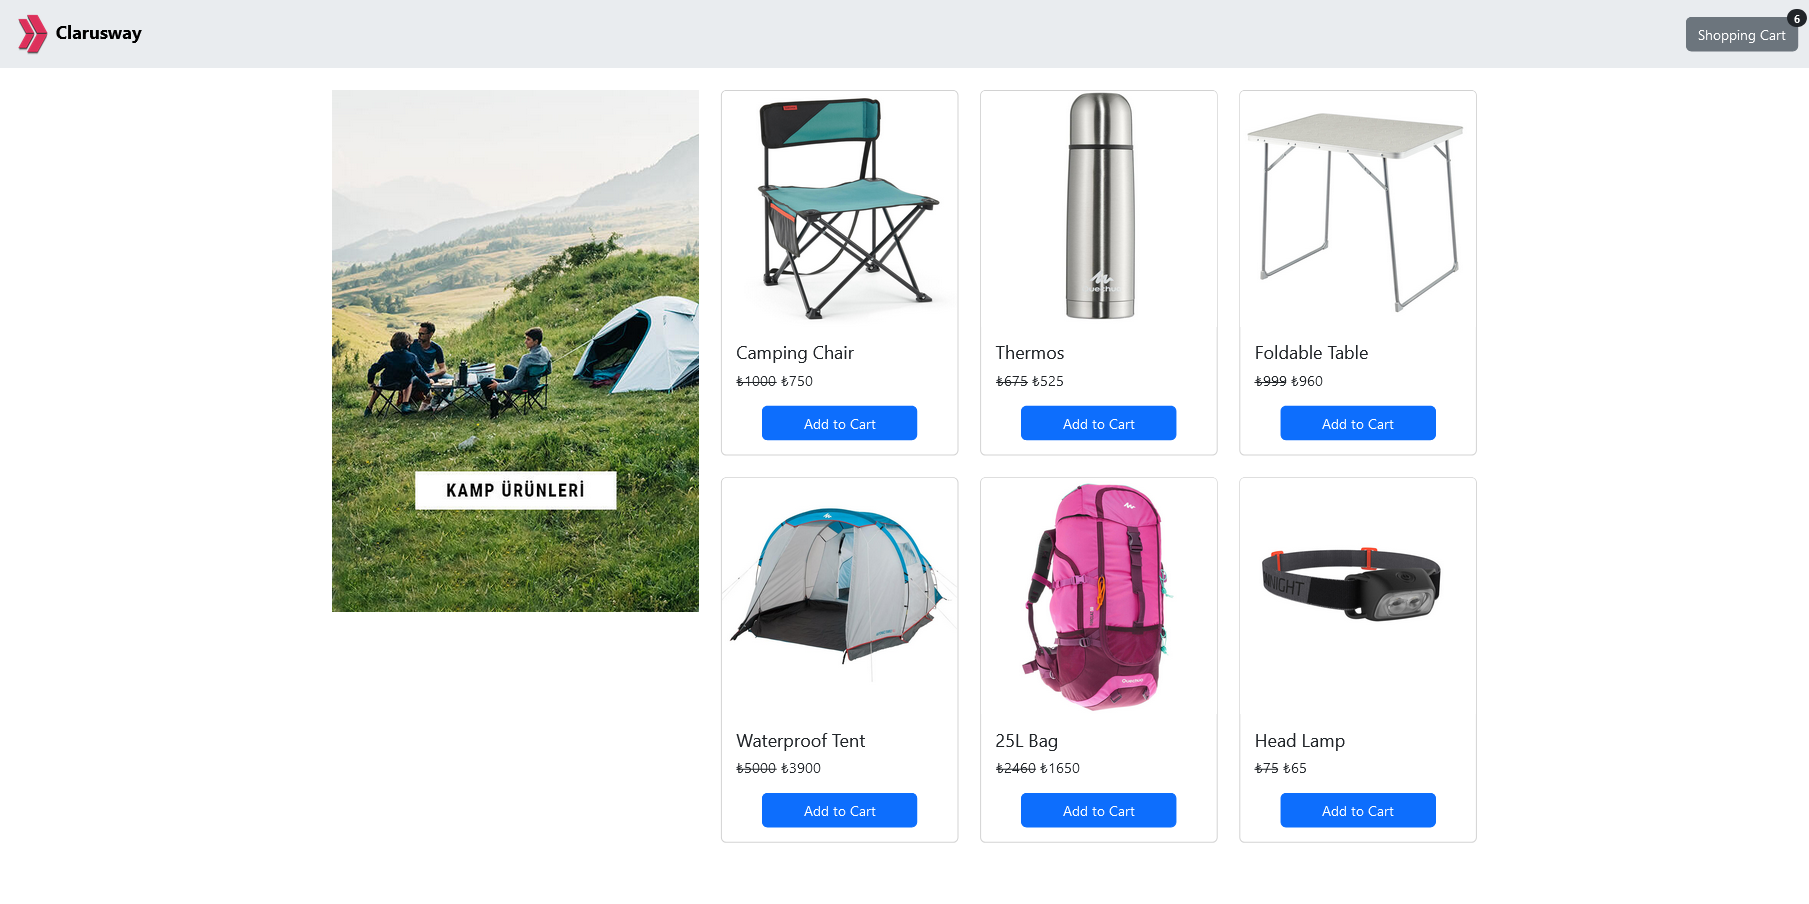 Clarusway
Shopping Cart
6
KAMP ÜRÜNLERİ
Camping Chair
₺1000 ₺750
Add to Cart
Thermos
Quechua
₺675 ₺525
Add to Cart
Foldable Table
₺999 ₺960
Add to Cart
Waterproof Tent
₺5000 ₺3900
Add to Cart
Quechua
25L Bag
₺2460 ₺1650
Add to Cart
Head Lamp
₺75 ₺65
Add to Cart